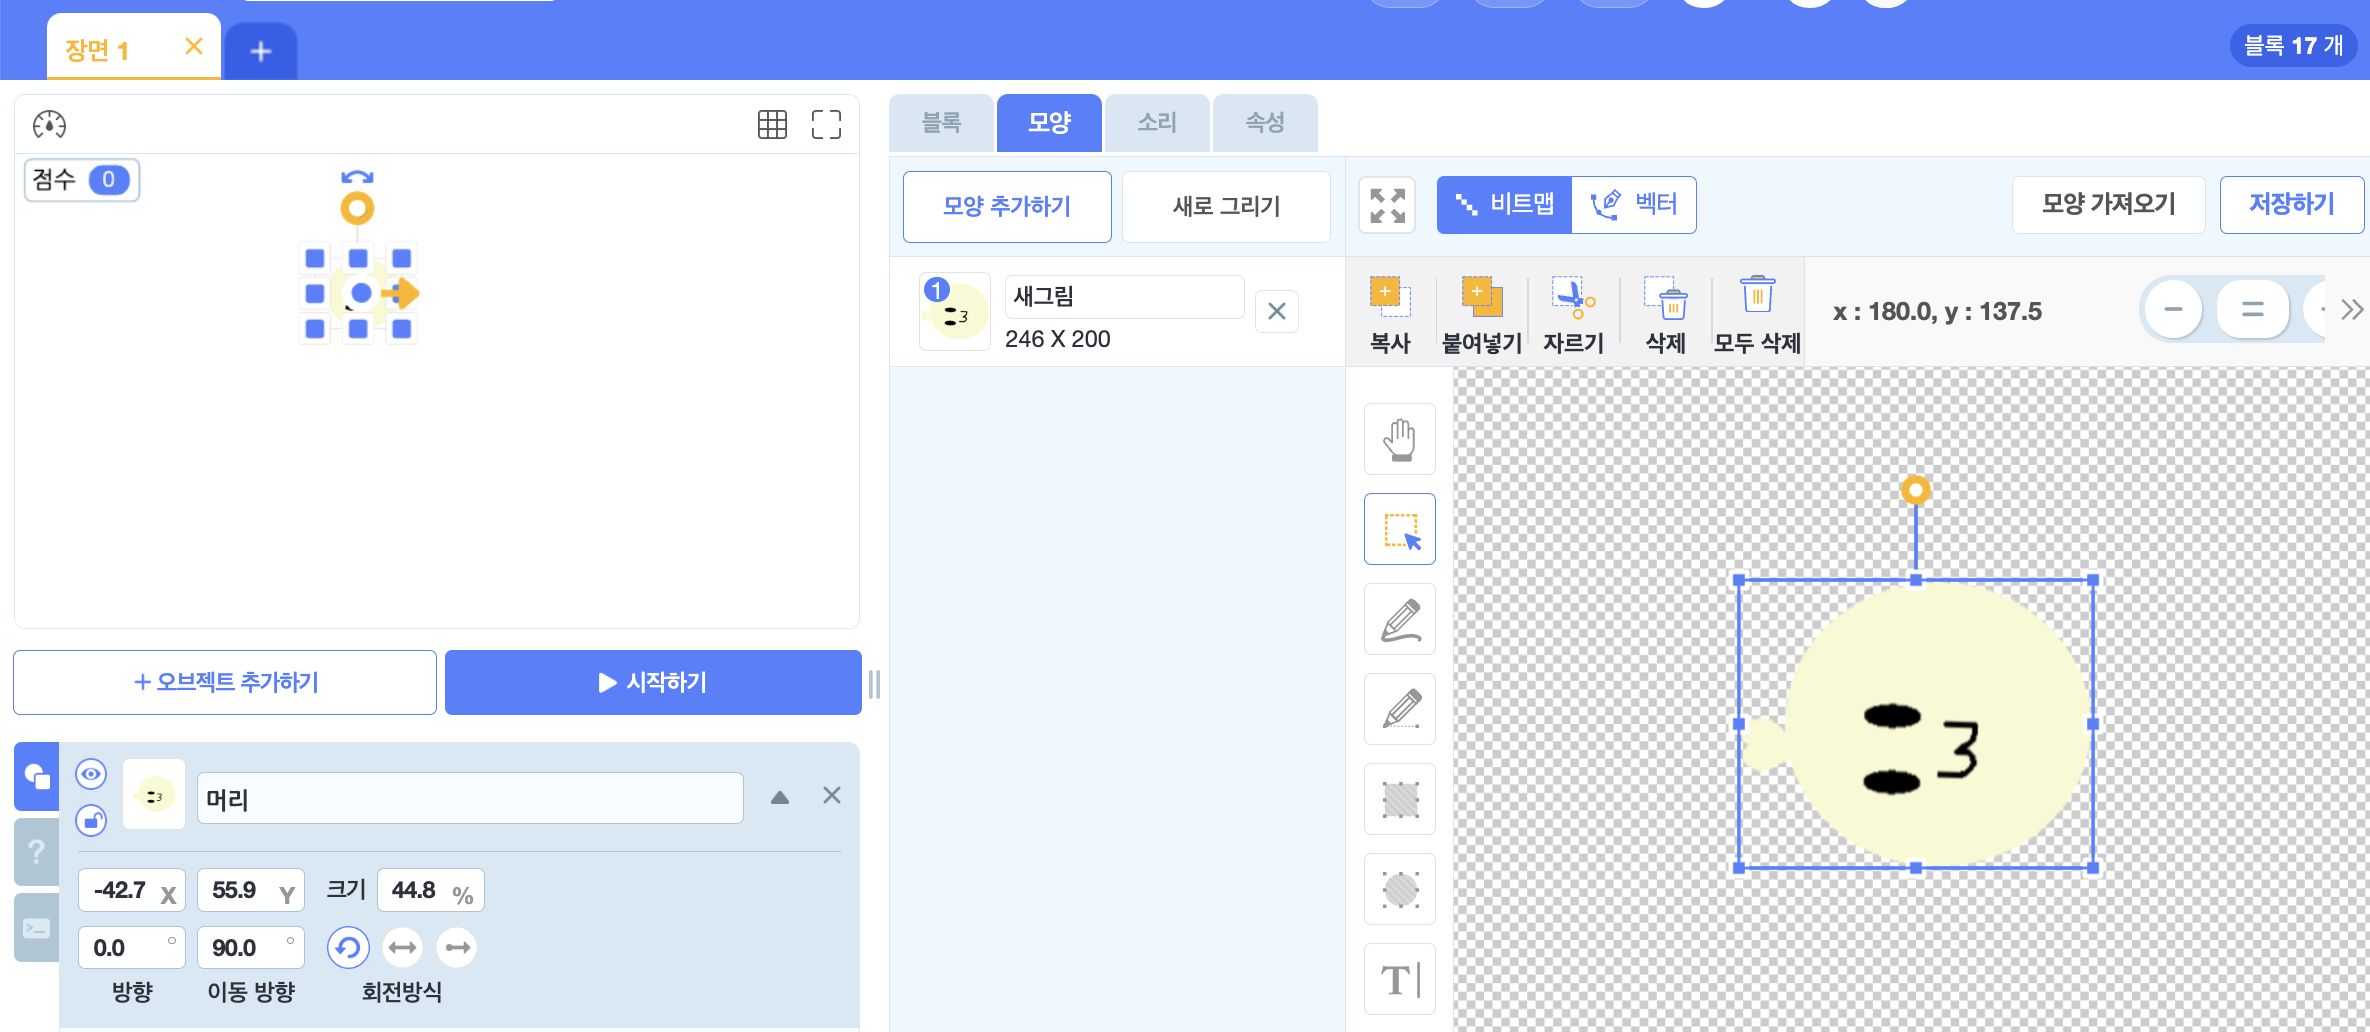 장면 1
블록 17 개
점수 0
블록
모양
소리
속성
모양 추가하기
새로 그리기
비트맵
벡터
모양 가져오기
저장하기
1
새그림
246 X 200
복사
붙여넣기
자르기
삭제
모두 삭제
x : 180.0, y : 137.5
+ 오브젝트 추가하기
시작하기
머리
-42.7 X
55.9 Y
크기 44.8 %
0.0 °
90.0 °
방향
이동 방향
회전방식
?
>_
T|
3